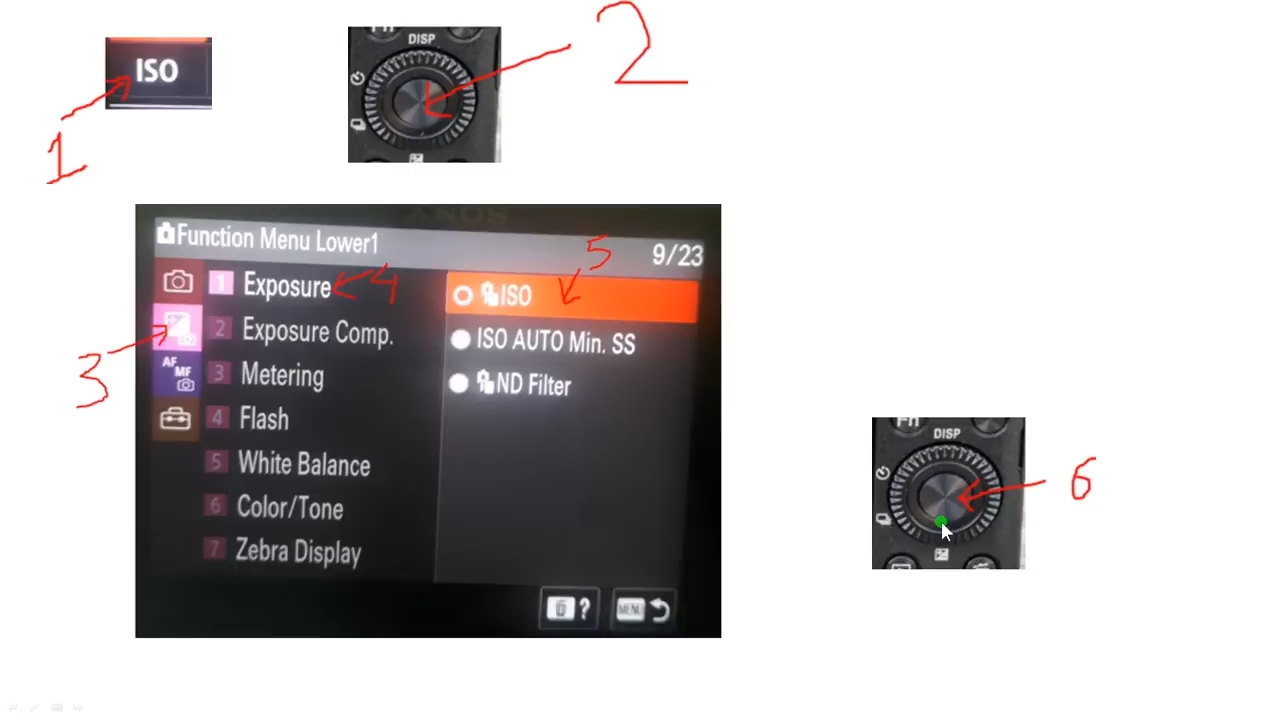 2
ISO
1
Fn
DISP
SONY
Function Menu Lower1
9/23
1 Exposure
4
5
ISO
2 Exposure Comp.
ISO AUTO Min. SS
3
AF MF
3 Metering
ND Filter
4 Flash
5 White Balance
6 Color/Tone
7 Zebra Display
?
MENU
Fn
DISP
6